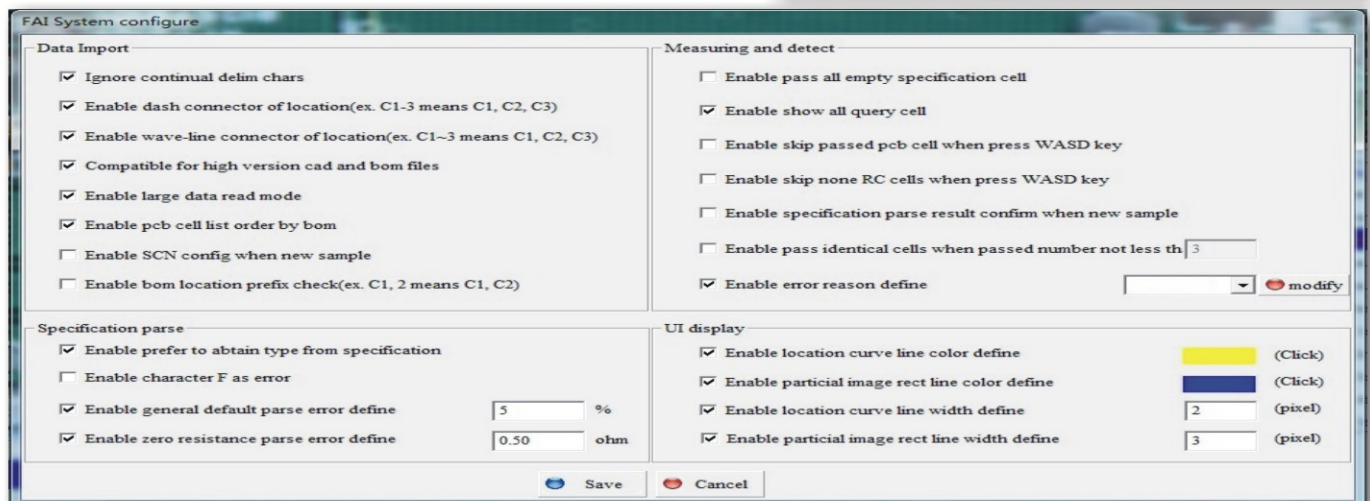 FAI System configure
Data Import
Ignore continual delim chars
Enable dash connector of location(ex. C1-3 means C1, C2, C3)
Enable wave-line connector of location(ex. C1~3 means C1, C2, C3)
Compatible for high version cad and bom files
Enable large data read mode
Enable pcb cell list order by bom
Enable SCN config when new sample
Enable bom location prefix check(ex. C1, 2 means C1, C2)
Measuring and detect
Enable pass all empty specification cell
Enable show all query cell
Enable skip passed pcb cell when press WASD key
Enable skip none RC cells when press WASD key
Enable specification parse result confirm when new sample
Enable pass identical cells when passed number not less th 3
Enable error reason define modify
Specification parse
Enable prefer to abtain type from specification
Enable character F as error
Enable general default parse error define 5 %
Enable zero resistance parse error define 0.50 ohm
UI display
Enable location curve line color define (Click)
Enable particial image rect line color define (Click)
Enable location curve line width define 2 (pixel)
Enable particial image rect line width define 3 (pixel)
Save Cancel